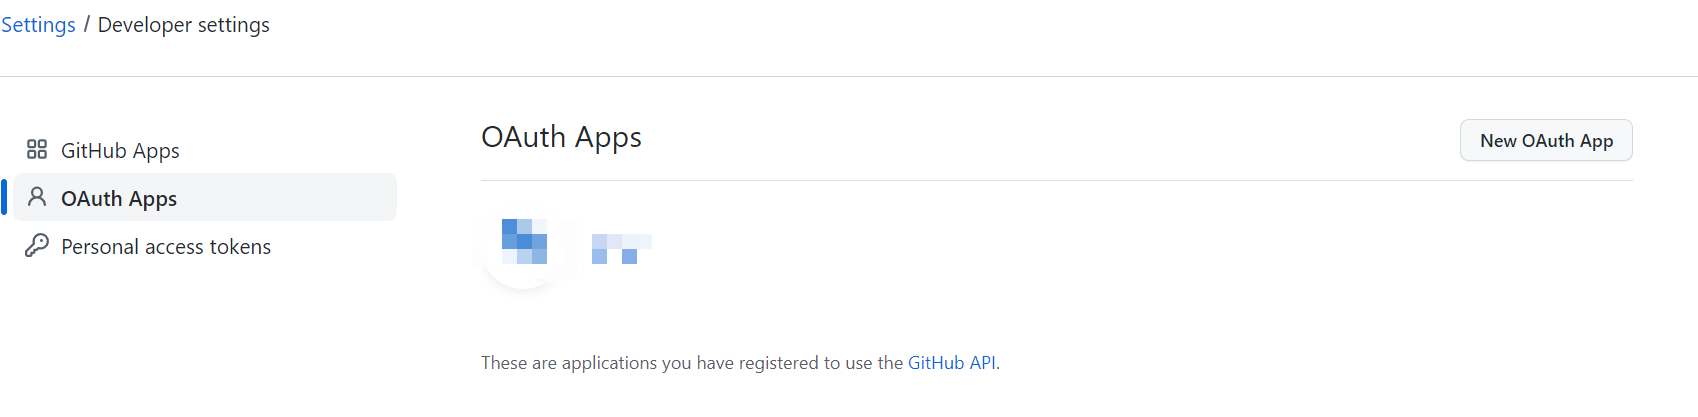 Settings / Developer settings
GitHub Apps
OAuth Apps
Personal access tokens
OAuth Apps
New OAuth App
These are applications you have registered to use the GitHub API.